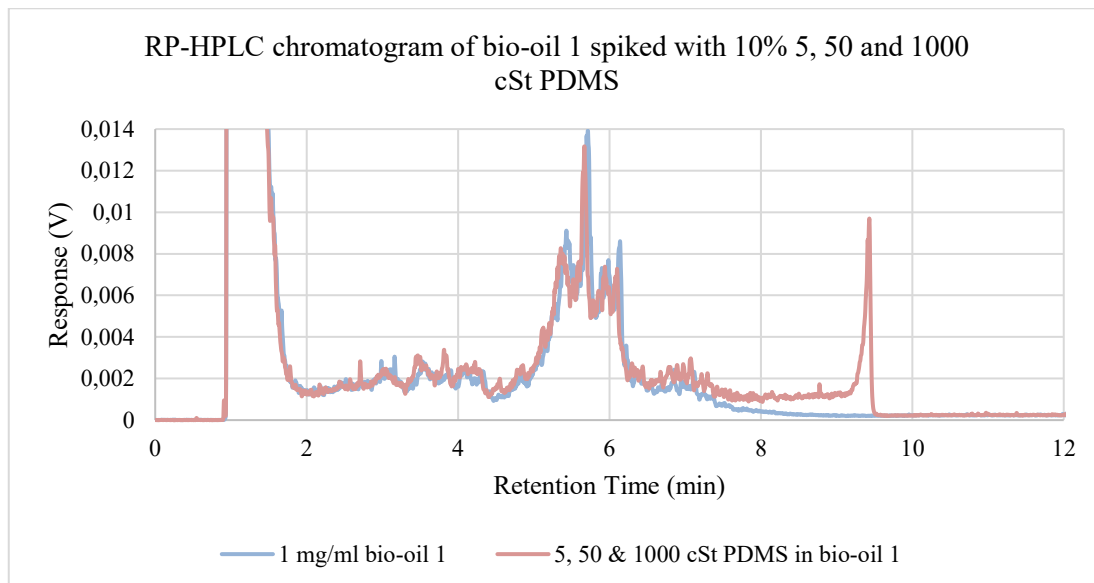 RP-HPLC chromatogram of bio-oil 1 spiked with 10% 5, 50 and 1000
cSt PDMS
0,014
0,012
0,01
0,008
0,006
0,004
0,002
0
Response (V)
0 2 4 6 8 10 12
Retention Time (min)
1 mg/ml bio-oil 1 5, 50 & 1000 cSt PDMS in bio-oil 1